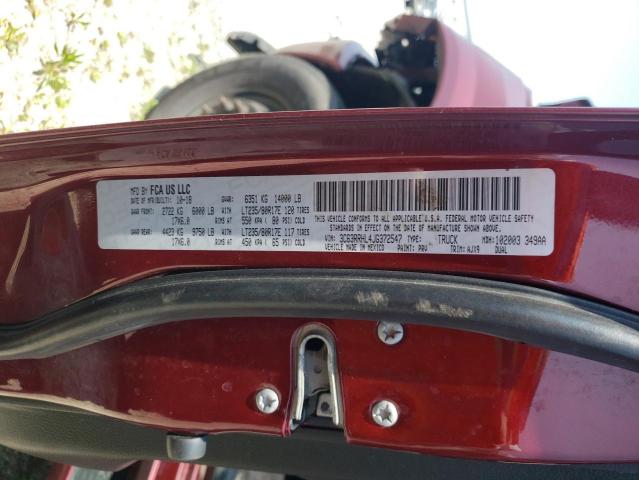 MFD BY FCA US LLC
DATE OF MFR(BUILT): 10-18 GVWR: 6351 KG 14000 LB
GAWR FRONT: 2722 KG 6000 LB WITH LT235/80R17E 120 TIRES
17X6.0 RIMS AT 550 KPA ( 80 PSI COLD)
GAWR REAR: 4423 KG 9750 LB WITH LT235/80R17E 117 TIRES
17X6.0 RIMS AT 450 KPA ( 65 PSI COLD)
THIS VEHICLE CONFORMS TO ALL APPLICABLE U.S.A. FEDERAL MOTOR VEHICLE SAFETY
STANDARDS IN EFFECT ON THE DATE OF MANUFACTURE SHOWN ABOVE.
VIN: 3C63RRHL4JG372547 TYPE: TRUCK MDH: 102003 349AA
VEHICLE MADE IN MEXICO PAINT: PRV TRIM: AJX9 DUAL